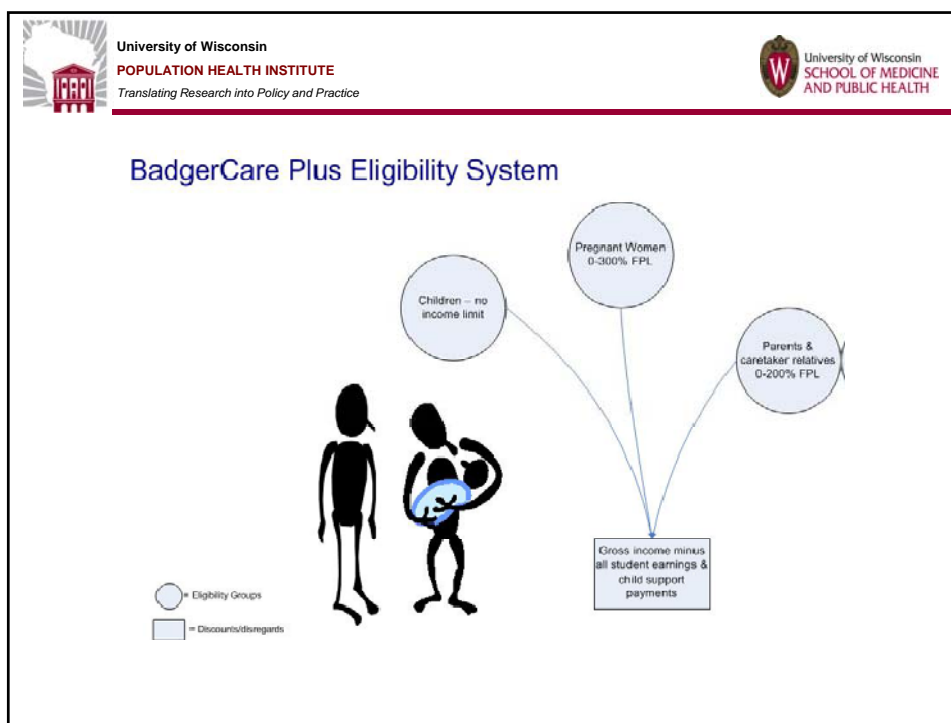 University of Wisconsin
POPULATION HEALTH INSTITUTE
Translating Research into Policy and Practice
University of Wisconsin
SCHOOL OF MEDICINE
AND PUBLIC HEALTH
BadgerCare Plus Eligibility System
Children – no
income limit
Pregnant Women
0-300% FPL
Parents &
caretaker relatives
0-200% FPL
Gross income minus
all student earnings &
child support
payments
= Eligibility Groups
= Discounts/disregards